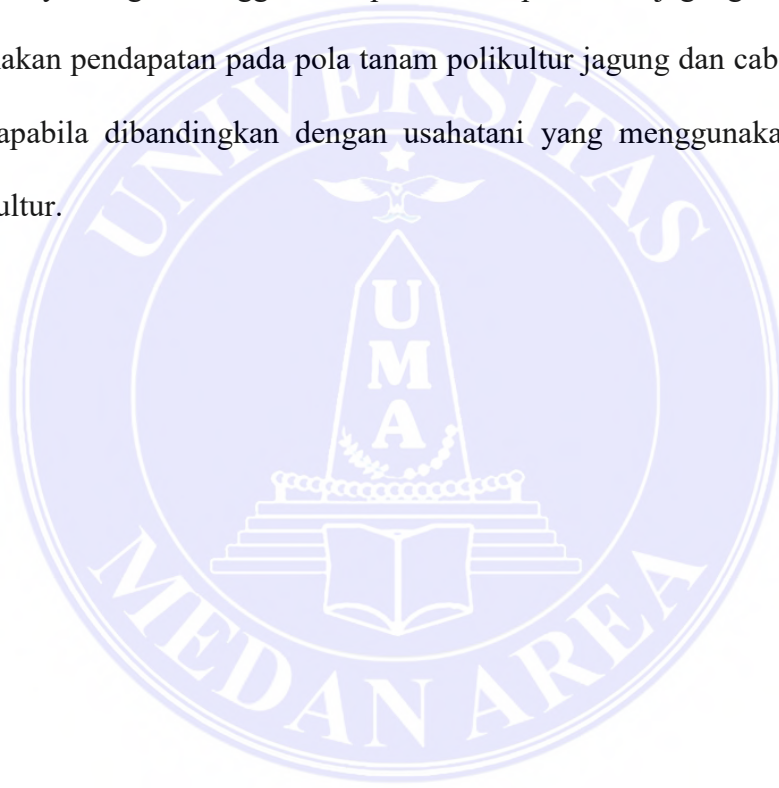 akan pendapatan pada pola tanam polikultur jagung dan cab
apabila dibandingkan dengan usahatani yang menggunaka
ultur.
UNIVERSITAS
UMA
MEDAN AREA